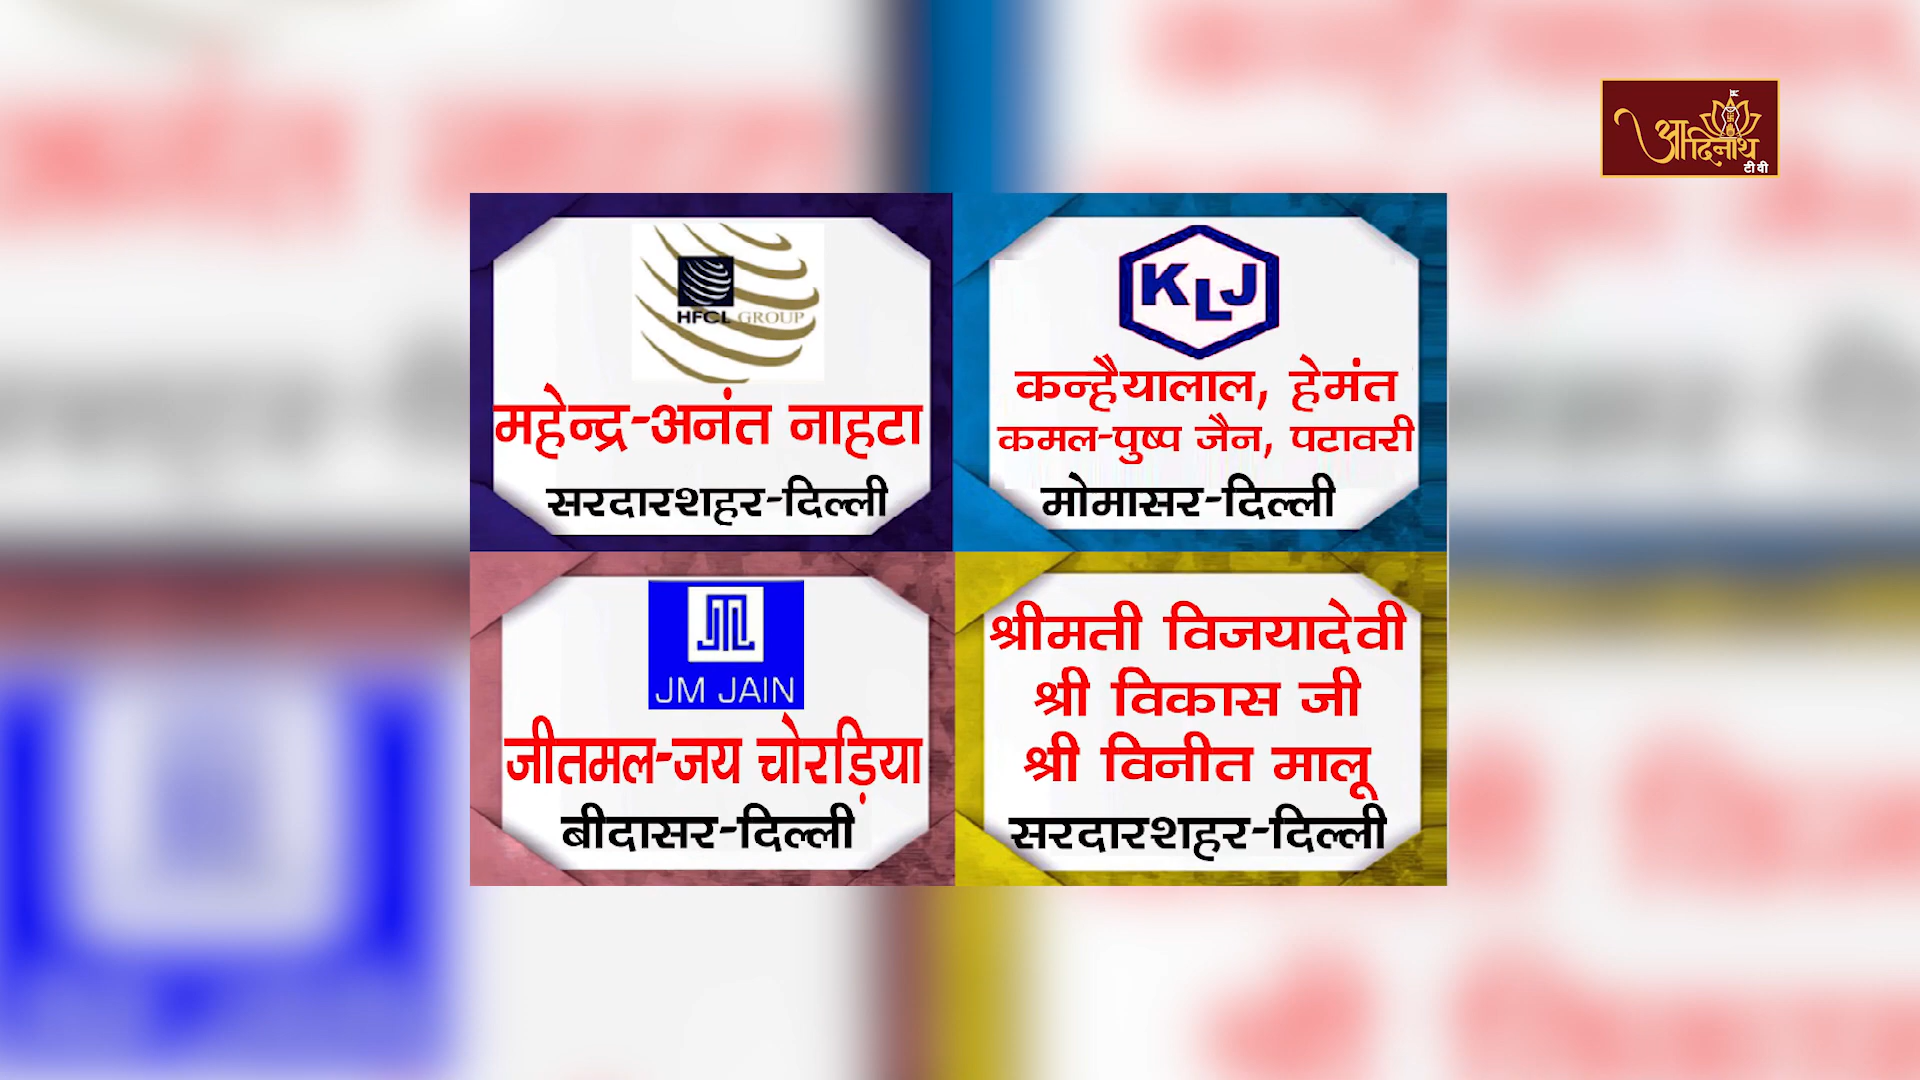 आदिनाथ
टीवी
HFCL GROUP
महेन्द्र-अनंत नाहटा
सरदारशहर-दिल्ली
KLJ
कन्हैयालाल, हेमंत
कमल-पुष्प जैन, पटावरी
मोमासर-दिल्ली
JM JAIN
जीतमल-जय चोरड़िया
बीदासर-दिल्ली
श्रीमती विजयादेवी
श्री विकास जी
श्री विनीत मालू
सरदारशहर-दिल्ली